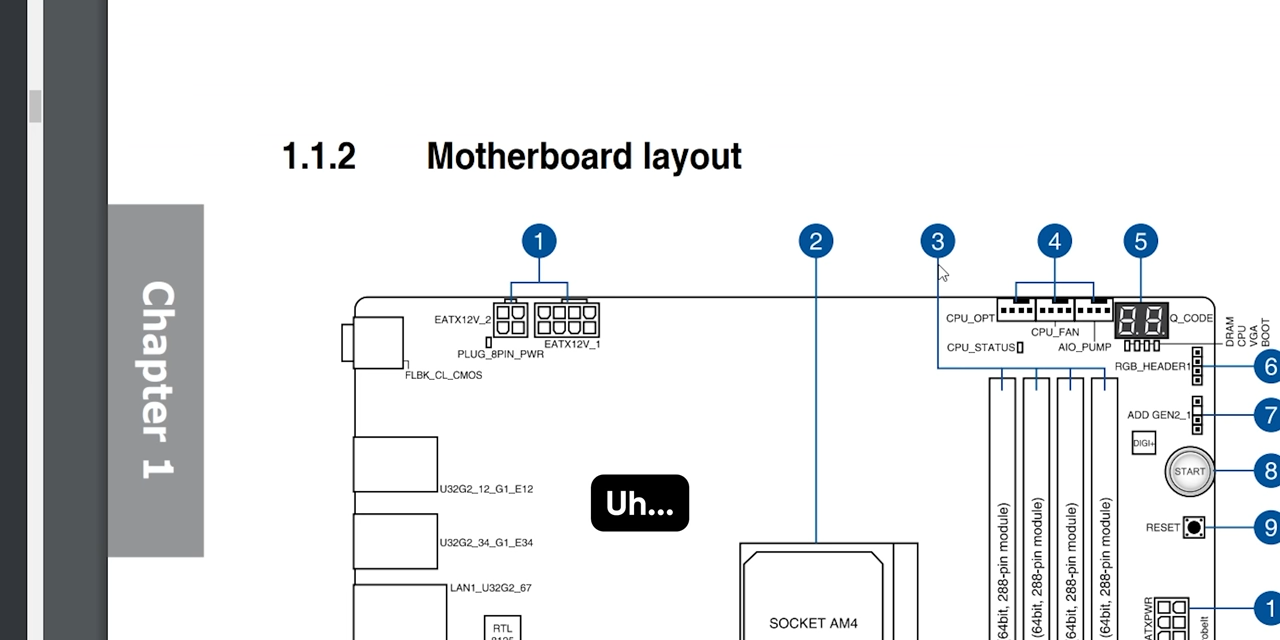 1.1.2 Motherboard layout
Chapter 1
1
2
3
4
5
EATX12V_2
EATX12V_1
PLUG_8PIN_PWR
FLBK_CL_CMOS
CPU_OPT
CPU_FAN
CPU_STATUS
AIO_PUMP
88
Q_CODE
DRAM
CPU
VGA
BOOT
RGB_HEADER1
6
ADD GEN2_1
7
DIGI+
START
8
RESET
9
U32G2_12_G1_E12
Uh...
U32G2_34_G1_E34
LAN1_U32G2_67
RTL
SOCKET AM4
64bit, 288-pin module)
(64bit, 288-pin module)
(64bit, 288-pin module)
(64bit, 288-pin module)
ATXPWR
1